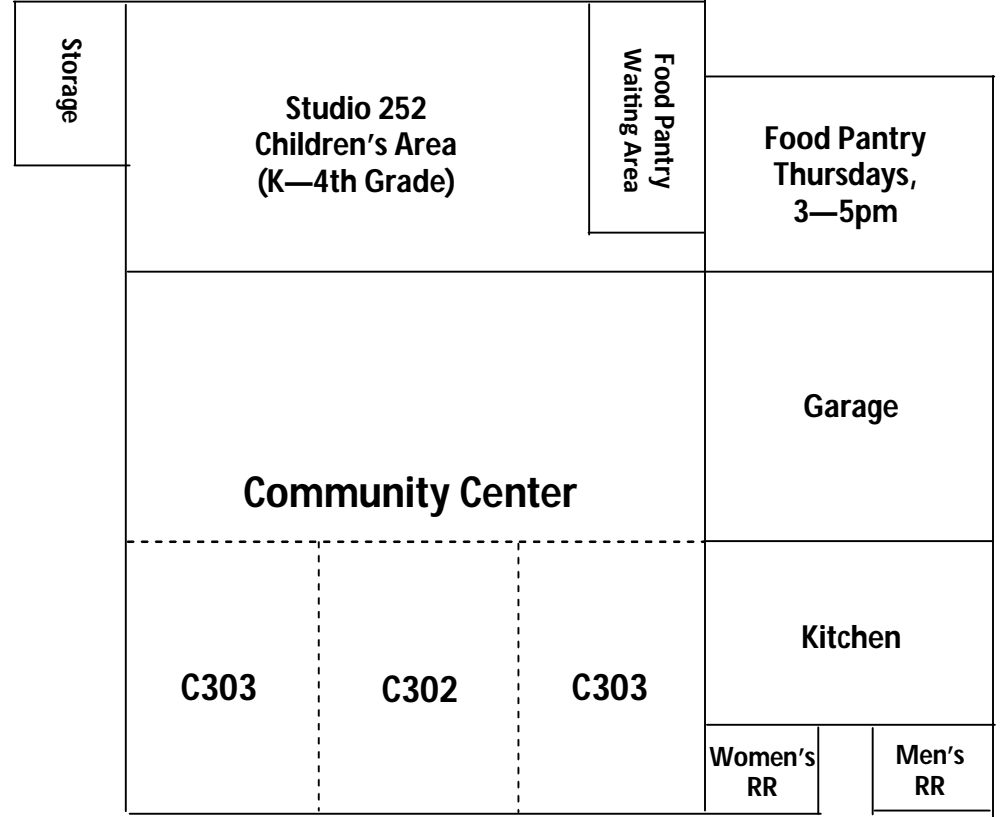 Storage
Studio 252
Children's Area
(K—4th Grade)
Food Pantry
Waiting Area
Food Pantry
Thursdays,
3—5pm
Garage
Community Center
Kitchen
C303
C302
C303
Women's
RR
Men's
RR